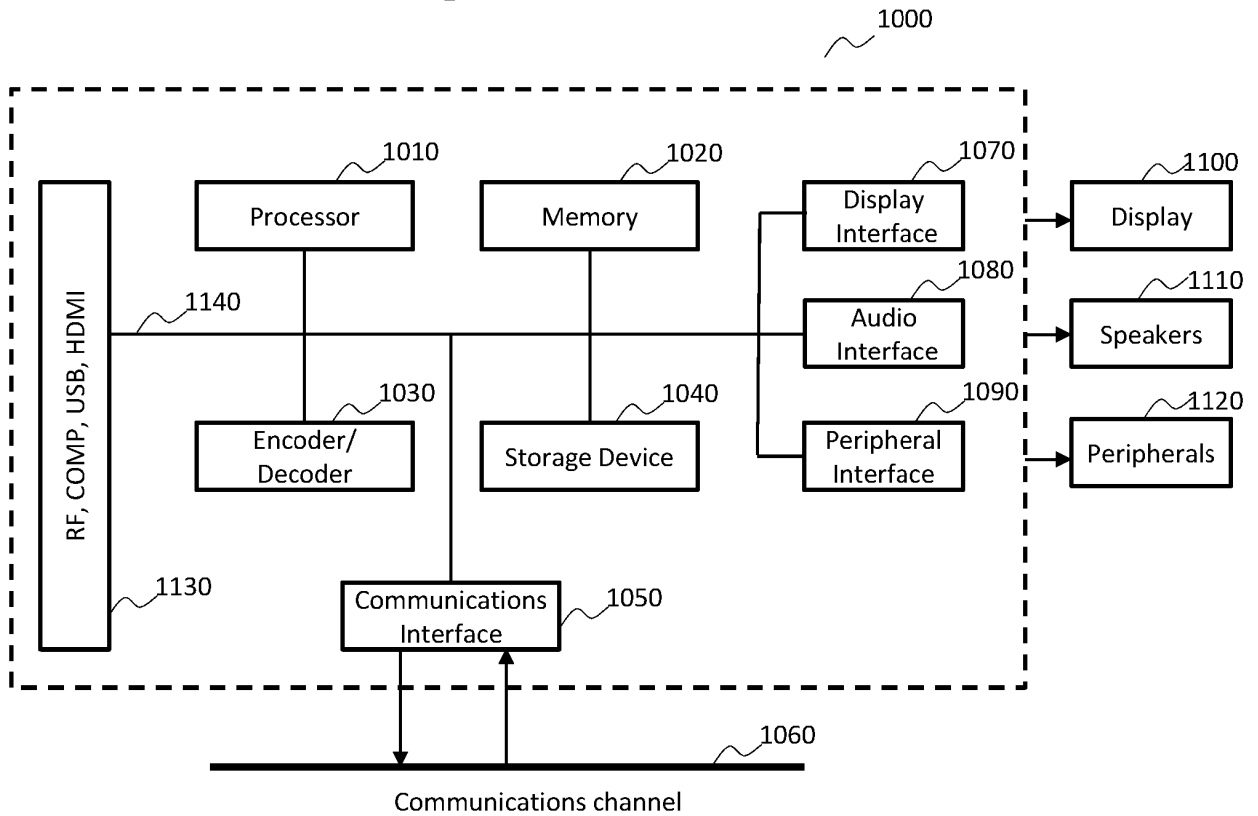 1000
1010
1020
1070
1100
Processor
Memory
Display
Interface
Display
1140
1080
1110
RF, COMP, USB, HDMI
Audio
Interface
Speakers
1030
1040
1090
1120
Encoder/
Decoder
Storage Device
Peripheral
Interface
Peripherals
1130
Communications
Interface
1050
1060
Communications channel